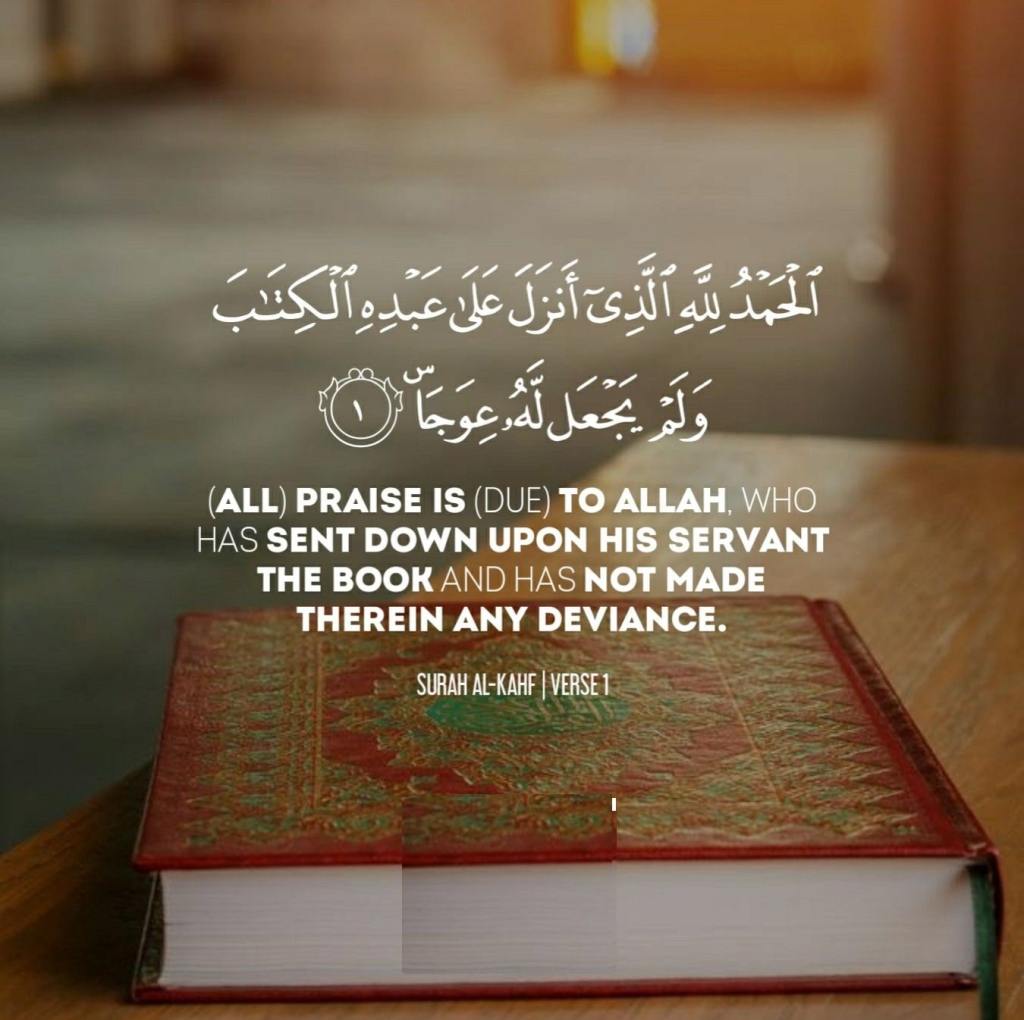 ٱلْحَمْدُ لِلَّهِ ٱلَّذِىٓ أَنزَلَ عَلَىٰ عَبْدِهِ ٱلْكِتَـٰبَ
وَلَمْ يَجْعَل لَّهُۥ عِوَجَاۜ ١
(ALL) PRAISE IS (DUE) TO ALLAH, WHO
HAS SENT DOWN UPON HIS SERVANT
THE BOOK AND HAS NOT MADE
THEREIN ANY DEVIANCE.
SURAH AL-KAHF | VERSE 1